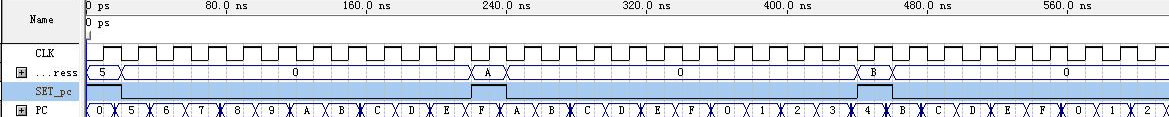 Name 0 ps 80.0 ns 160.0 ns 240.0 ns 320.0 ns 400.0 ns 480.0 ns 560.0 ns
0 ps
CLK
...ress 5 0 A 0 B 0
SET_pc
PC 0 5 6 7 8 9 A B C D E F A B C D E F 0 1 2 3 4 B C D E F 0 1 2